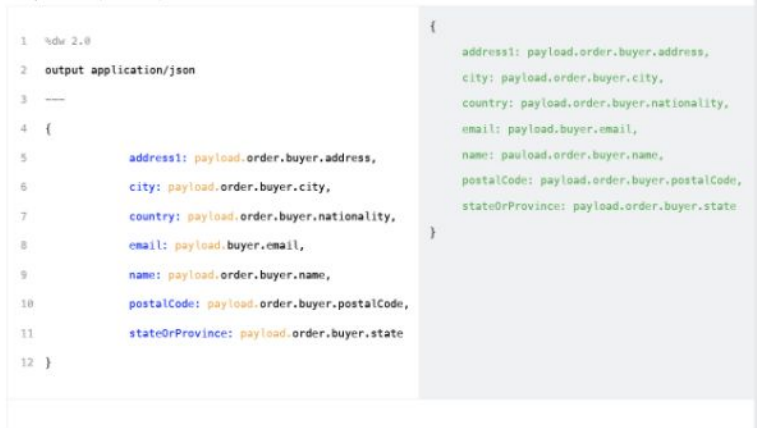 1 %dw 2.0
2 output application/json
3 ---
4 {
5 address1: payload.order.buyer.address,
6 city: payload.order.buyer.city,
7 country: payload.order.buyer.nationality,
8 email: payload.buyer.email,
9 name: payload.order.buyer.name,
10 postalCode: payload.order.buyer.postalCode,
11 stateOrProvince: payload.order.buyer.state
12 }
{
address1: payload.order.buyer.address,
city: payload.order.buyer.city,
country: payload.order.buyer.nationality,
email: payload.buyer.email,
name: pauload.order.buyer.name,
postalCode: payload.order.buyer.postalCode,
stateOrProvince: payload.order.buyer.state
}